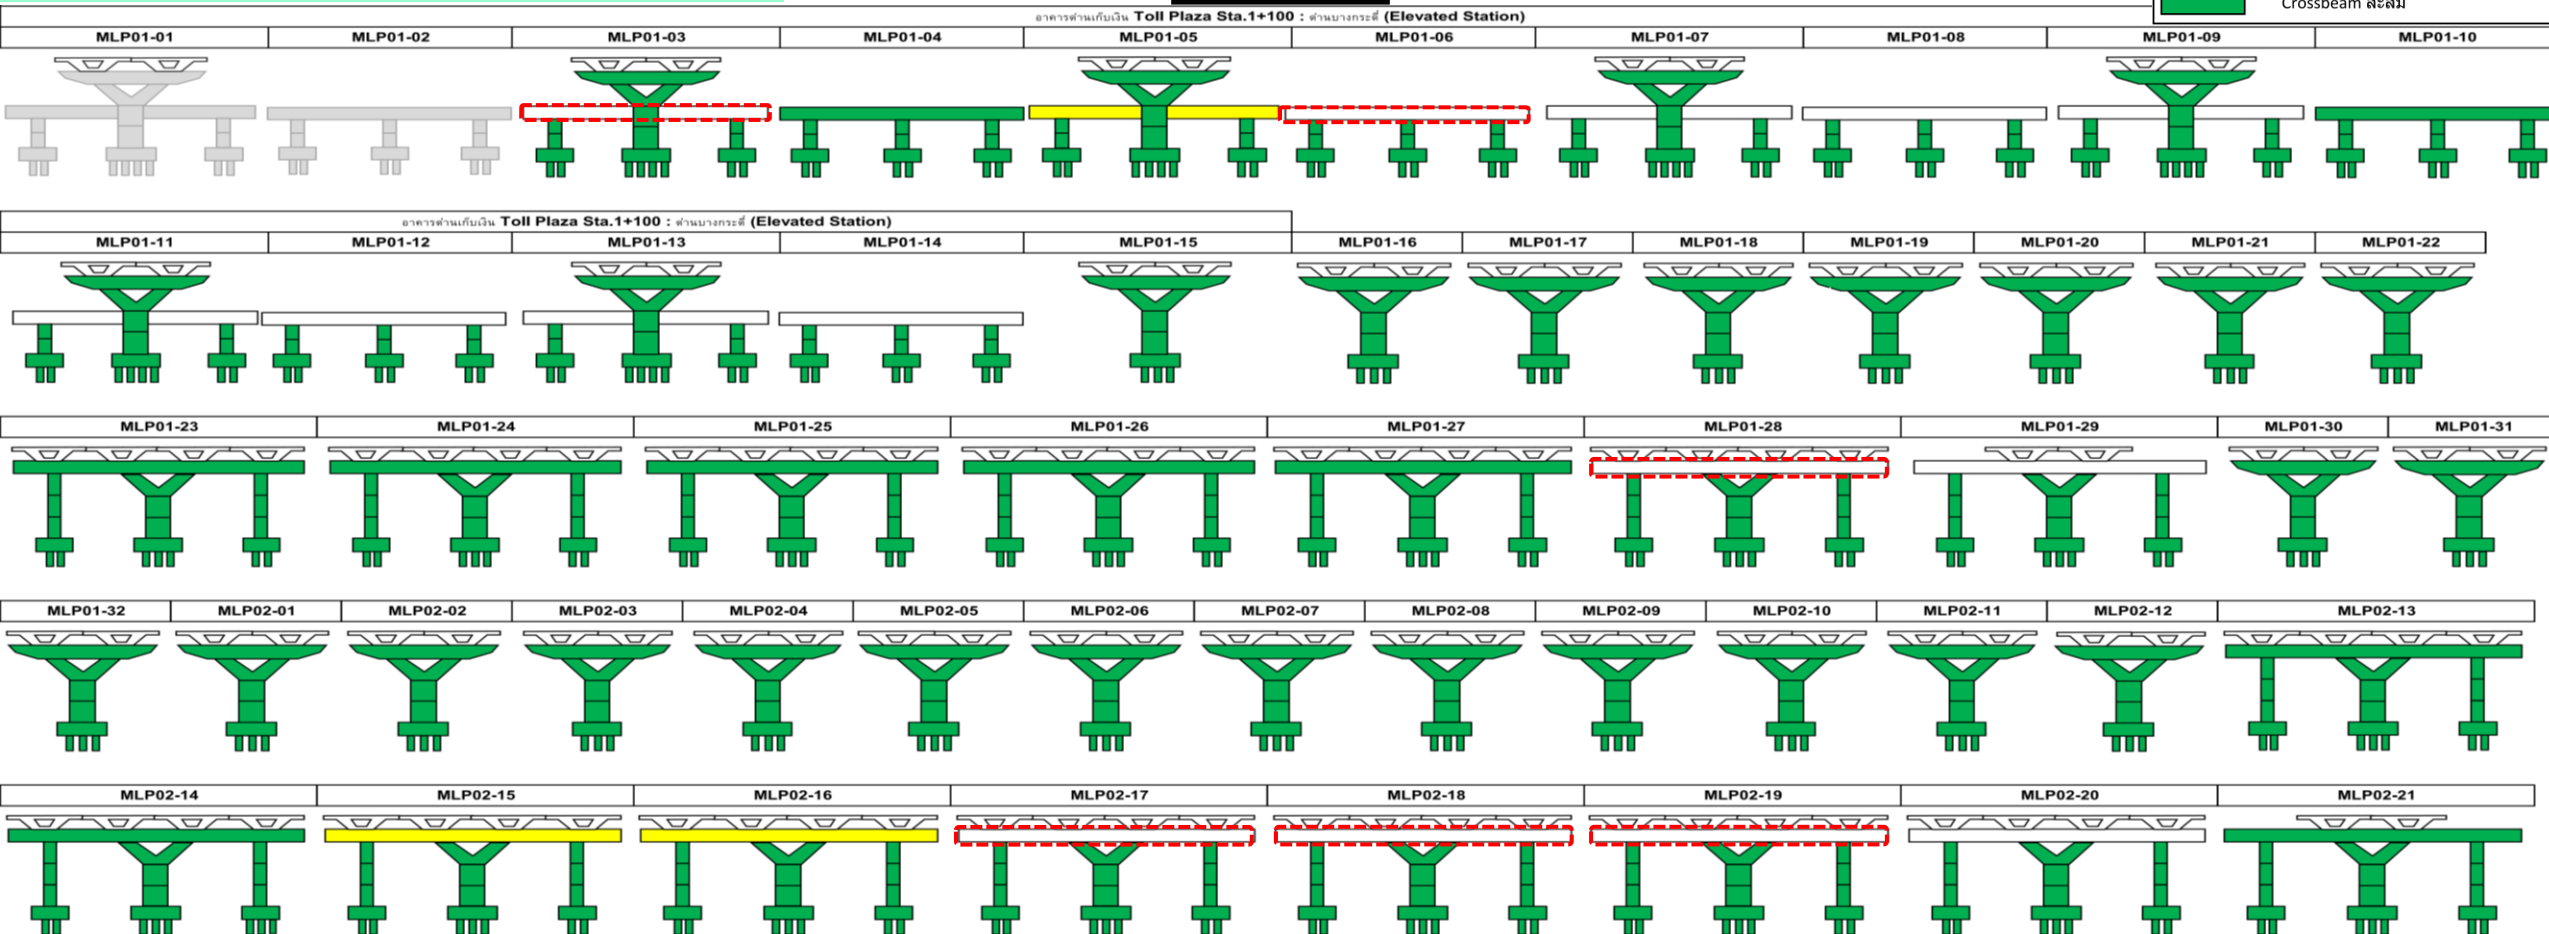 Crossbeam สะสม
อาคารด่านเก็บเงิน Toll Plaza Sta.1+100 : ด่านบางกระดี่ (Elevated Station)
MLP01-01 MLP01-02 MLP01-03 MLP01-04 MLP01-05 MLP01-06 MLP01-07 MLP01-08 MLP01-09 MLP01-10
อาคารด่านเก็บเงิน Toll Plaza Sta.1+100 : ด่านบางกระดี่ (Elevated Station)
MLP01-11 MLP01-12 MLP01-13 MLP01-14 MLP01-15 MLP01-16 MLP01-17 MLP01-18 MLP01-19 MLP01-20 MLP01-21 MLP01-22
MLP01-23 MLP01-24 MLP01-25 MLP01-26 MLP01-27 MLP01-28 MLP01-29 MLP01-30 MLP01-31
MLP01-32 MLP02-01 MLP02-02 MLP02-03 MLP02-04 MLP02-05 MLP02-06 MLP02-07 MLP02-08 MLP02-09 MLP02-10 MLP02-11 MLP02-12 MLP02-13
MLP02-14 MLP02-15 MLP02-16 MLP02-17 MLP02-18 MLP02-19 MLP02-20 MLP02-21